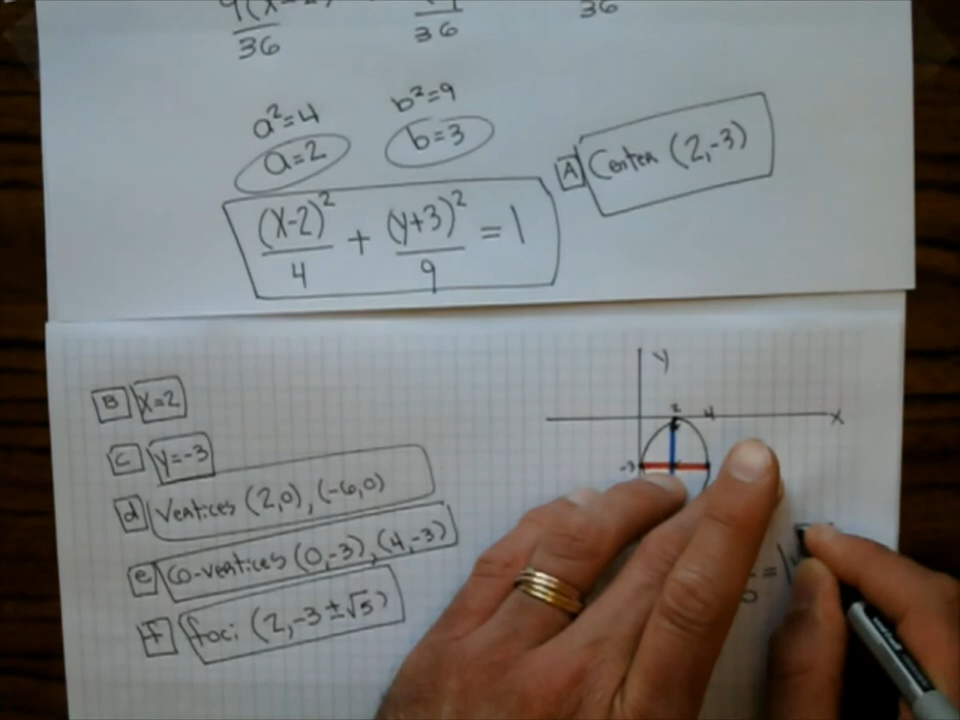 36 36 36
a²=4 b²=9
a=2 b=3
A Center (2,-3)
(x-2)²/4 + (y+3)²/9 = 1
B x=2
C y=-3
d Vertices (2,0), (-6,0)
e Co-vertices (0,-3), (4,-3)
f foci (2,-3±√5)
y
2 4 x
-3
=